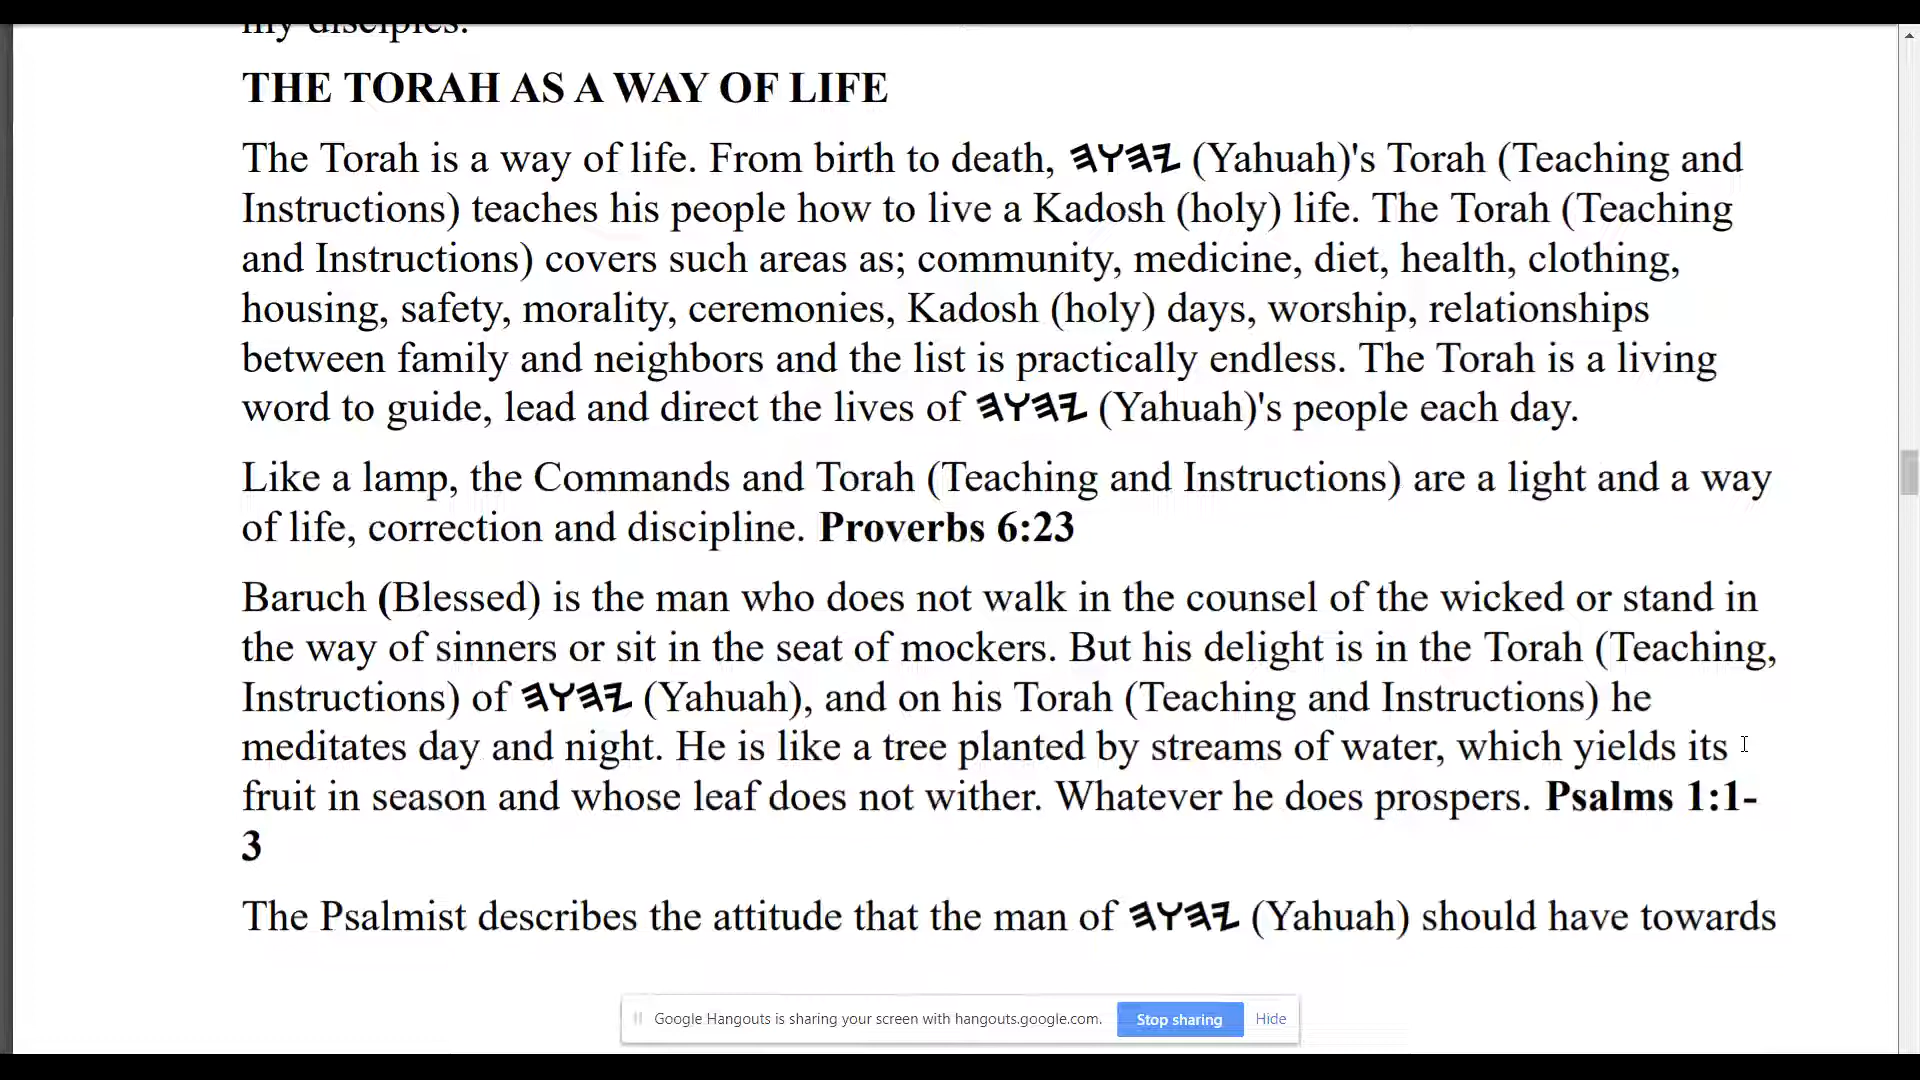 my disciples.
THE TORAH AS A WAY OF LIFE
The Torah is a way of life. From birth to death, 𐤄𐤅𐤄𐤉 (Yahuah)'s Torah (Teaching and
Instructions) teaches his people how to live a Kadosh (holy) life. The Torah (Teaching
and Instructions) covers such areas as; community, medicine, diet, health, clothing,
housing, safety, morality, ceremonies, Kadosh (holy) days, worship, relationships
between family and neighbors and the list is practically endless. The Torah is a living
word to guide, lead and direct the lives of 𐤄𐤅𐤄𐤉 (Yahuah)'s people each day.
Like a lamp, the Commands and Torah (Teaching and Instructions) are a light and a way
of life, correction and discipline. Proverbs 6:23
Baruch (Blessed) is the man who does not walk in the counsel of the wicked or stand in
the way of sinners or sit in the seat of mockers. But his delight is in the Torah (Teaching,
Instructions) of 𐤄𐤅𐤄𐤉 (Yahuah), and on his Torah (Teaching and Instructions) he
meditates day and night. He is like a tree planted by streams of water, which yields its
fruit in season and whose leaf does not wither. Whatever he does prospers. Psalms 1:1-
3
The Psalmist describes the attitude that the man of 𐤄𐤅𐤄𐤉 (Yahuah) should have towards
Google Hangouts is sharing your screen with hangouts.google.com. Stop sharing Hide